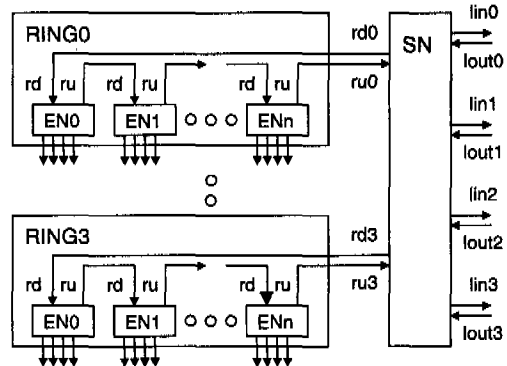 RING0 rd0 SN lin0
rd ru rd ru rd ru ru0 lout0
EN0 EN1 ENn lin1
lout1
lin2
RING3 rd3 lout2
rd ru rd ru rd ru ru3
EN0 EN1 ENn lin3
lout3